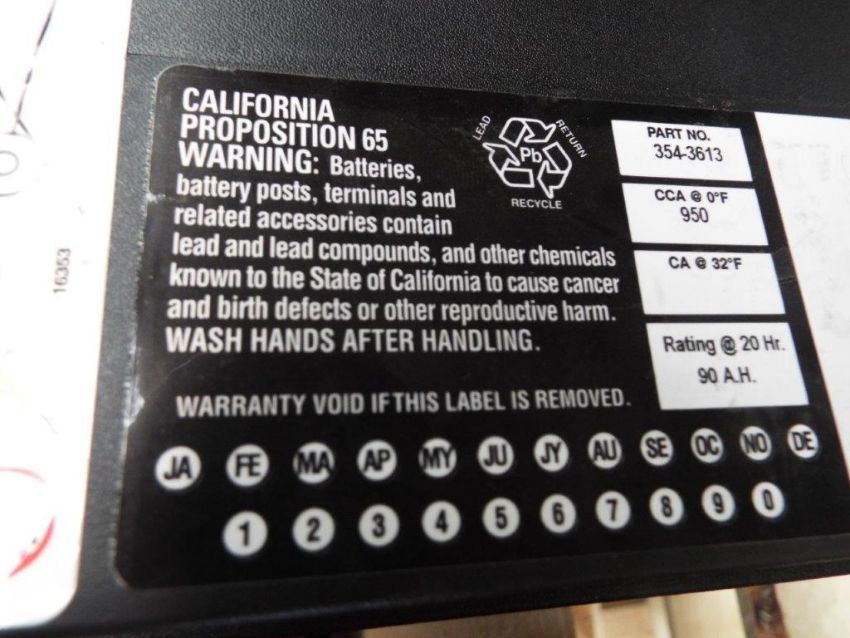 CALIFORNIA
PROPOSITION 65
WARNING: Batteries,
battery posts, terminals and
related accessories contain
lead and lead compounds, and other chemicals
known to the State of California to cause cancer
and birth defects or other reproductive harm.
WASH HANDS AFTER HANDLING.
WARRANTY VOID IF THIS LABEL IS REMOVED.
LEAD
RETURN
Pb
RECYCLE
PART NO.
354-3613
CCA @ 0°F
950
CA @ 32°F
Rating @ 20 Hr.
90 A.H.
JA FE MA AP MY JU JY AU SE OC NO DE
1 2 3 4 5 6 7 8 9 0
16353